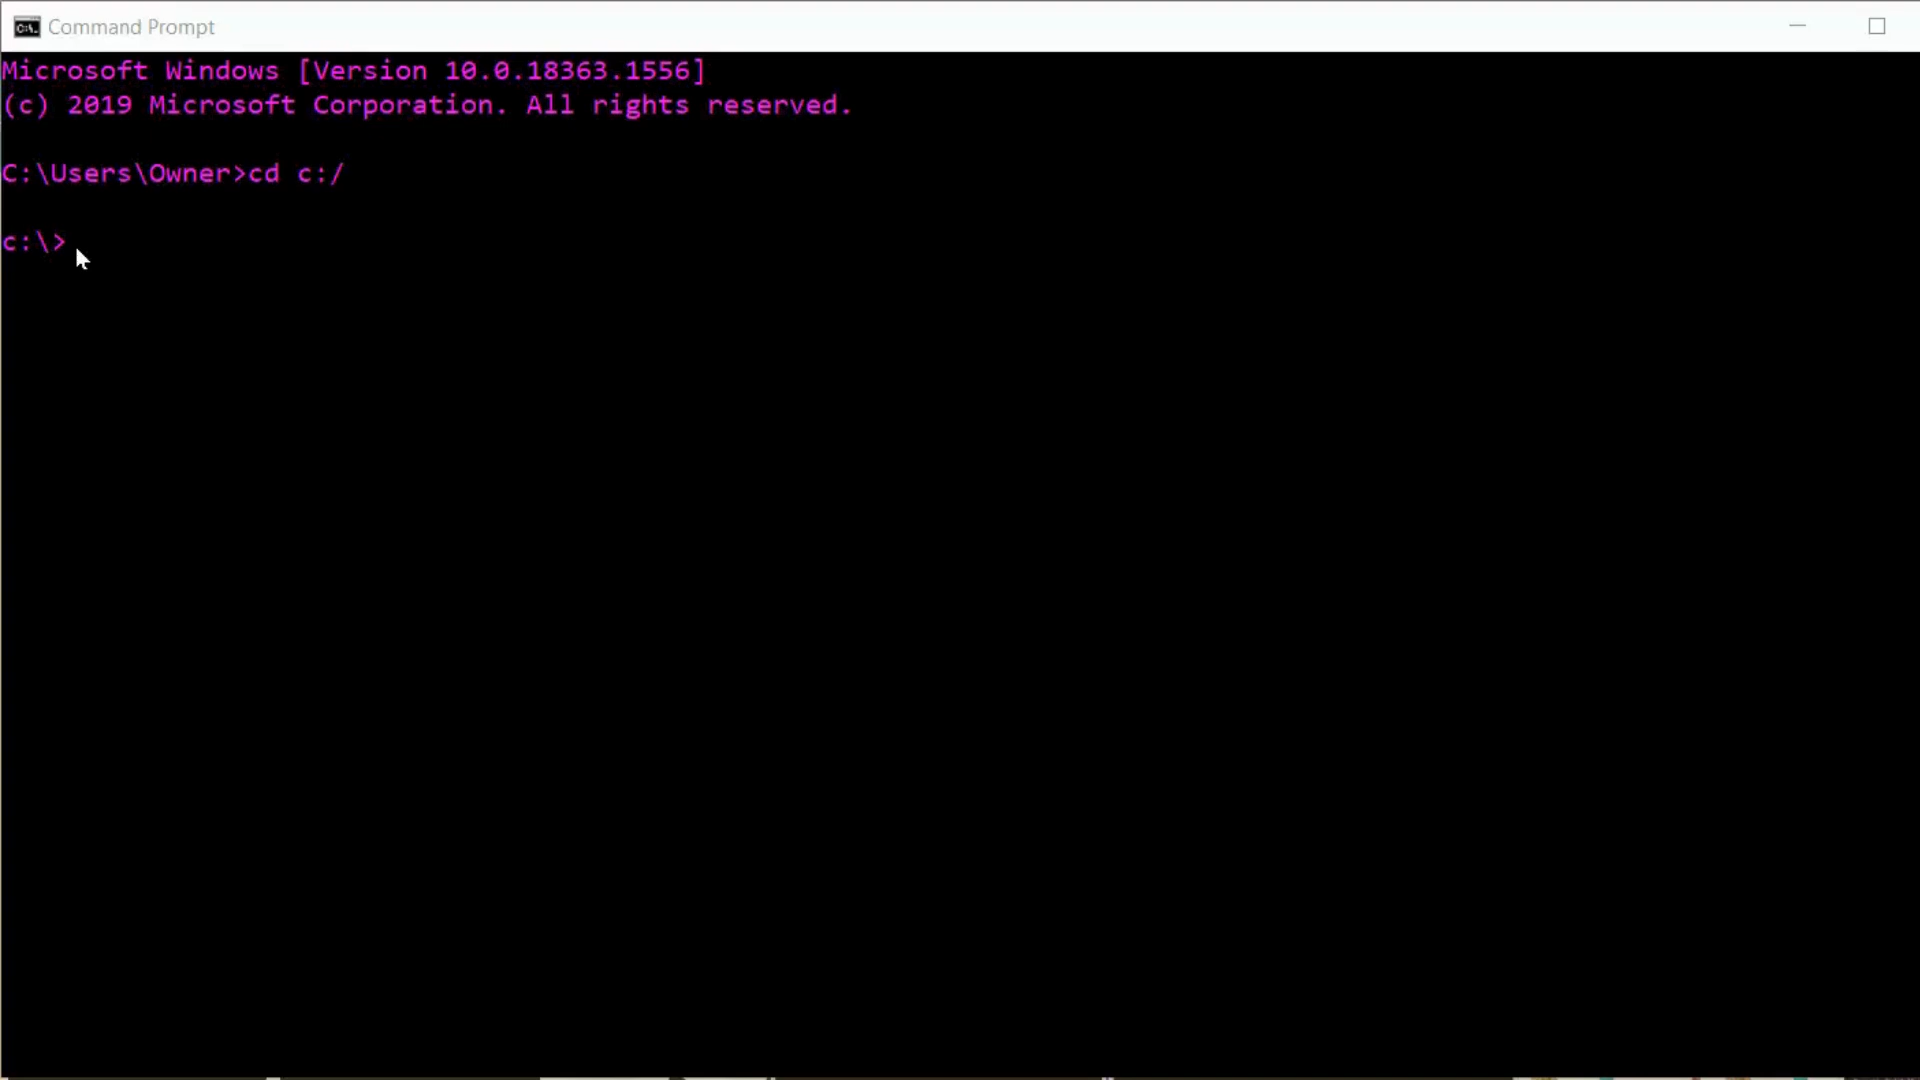 Command Prompt
Microsoft Windows [Version 10.0.18363.1556]
(c) 2019 Microsoft Corporation. All rights reserved.
C:\Users\Owner>cd c:/
c:\>